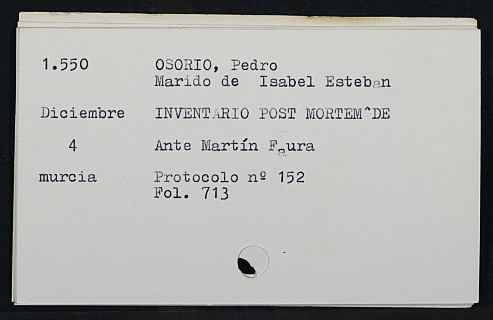 1.550 OSORIO, Pedro
Marido de Isabel Esteban
Diciembre INVENTARIO POST MORTEM^DE
4 Ante Martín Faura
murcia Protocolo nº 152
Fol. 713